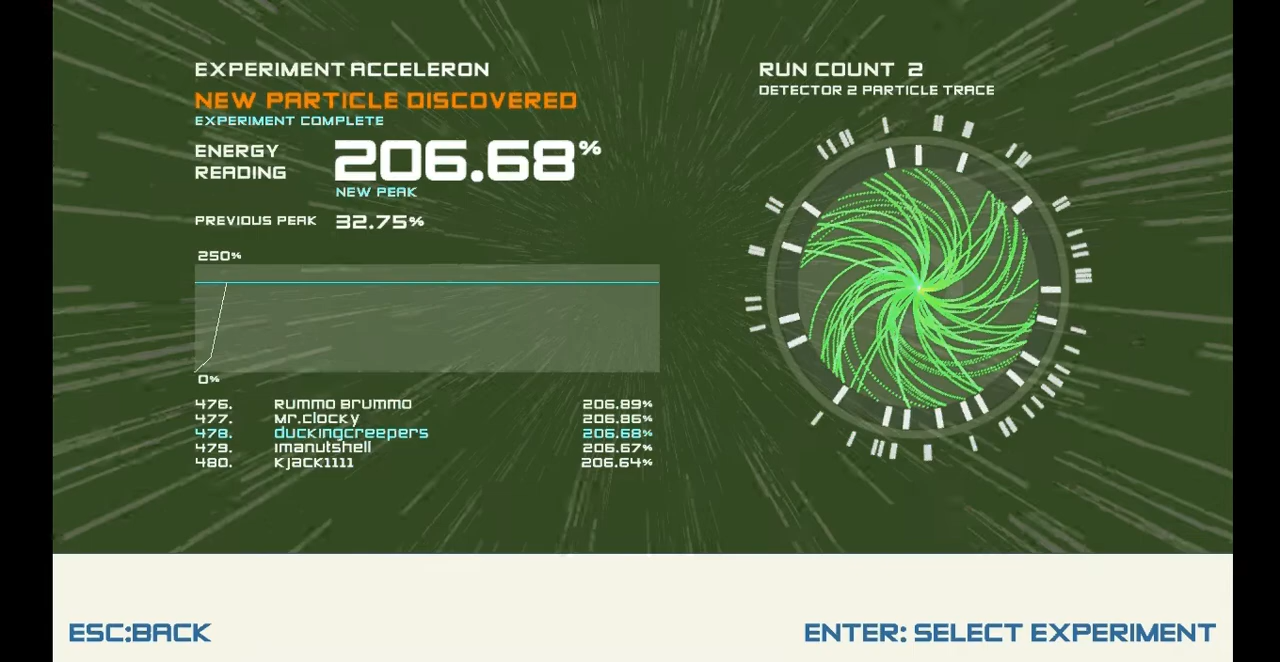 EXPERIMENT ACCELERON
NEW PARTICLE DISCOVERED
EXPERIMENT COMPLETE
ENERGY READING 206.68%
NEW PEAK
PREVIOUS PEAK 32.75%
250%
0%
476. Rummo Brummo 206.89%
477. Mr.clocky 206.86%
478. duckingcreepers 206.68%
479. imanutshell 206.67%
480. kjack1111 206.64%
RUN COUNT 2
DETECTOR 2 PARTICLE TRACE
ESC:BACK
ENTER: SELECT EXPERIMENT